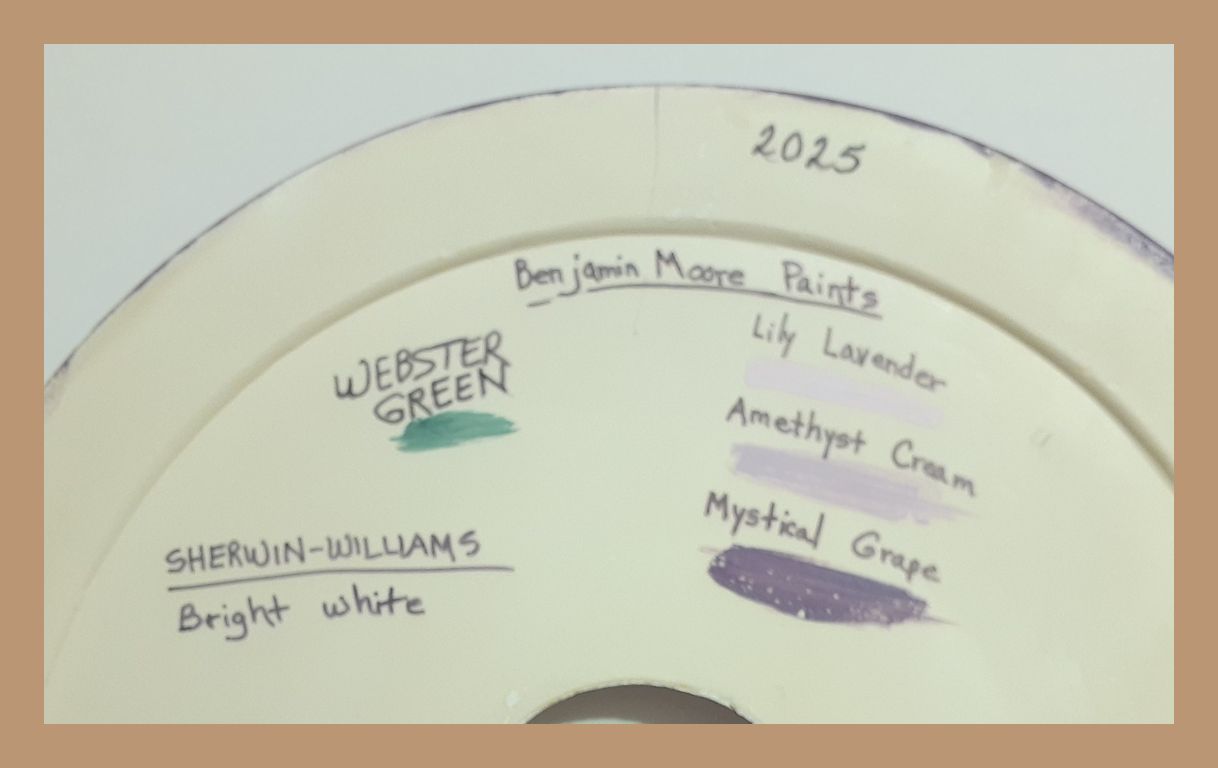 2025
Benjamin Moore Paints
WEBSTER
GREEN
Lily Lavender
Amethyst Cream
Mystical Grape
SHERWIN-WILLIAMS
Bright white